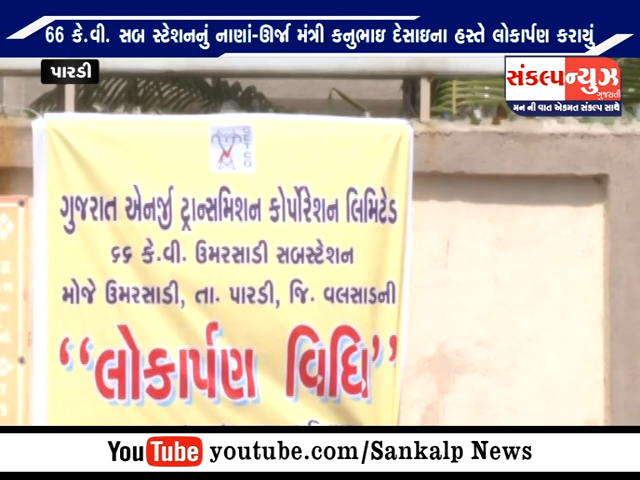 66 કે.વી. સબ સ્ટેશનનું નાણાં-ઊર્જા મંત્રી કનુભાઇ દેસાઇના હસ્તે લોકાર્પણ કરાયું
પારડી
સંકલ્પન્યુઝ
ગુજરાતી
મન ની વાત એકમત સંકલ્પ સાથે
GETCO
ગુજરાત એનર્જી ટ્રાન્સમિશન કોર્પોરેશન લિમિટેડ
૬૬ કે.વી. ઉમરસાડી સબસ્ટેશન
મોજે ઉમરસાડી, તા. પારડી, જિ. વલસાડની
“લોકાર્પણ વિધિ”
YouTube youtube.com/Sankalp News